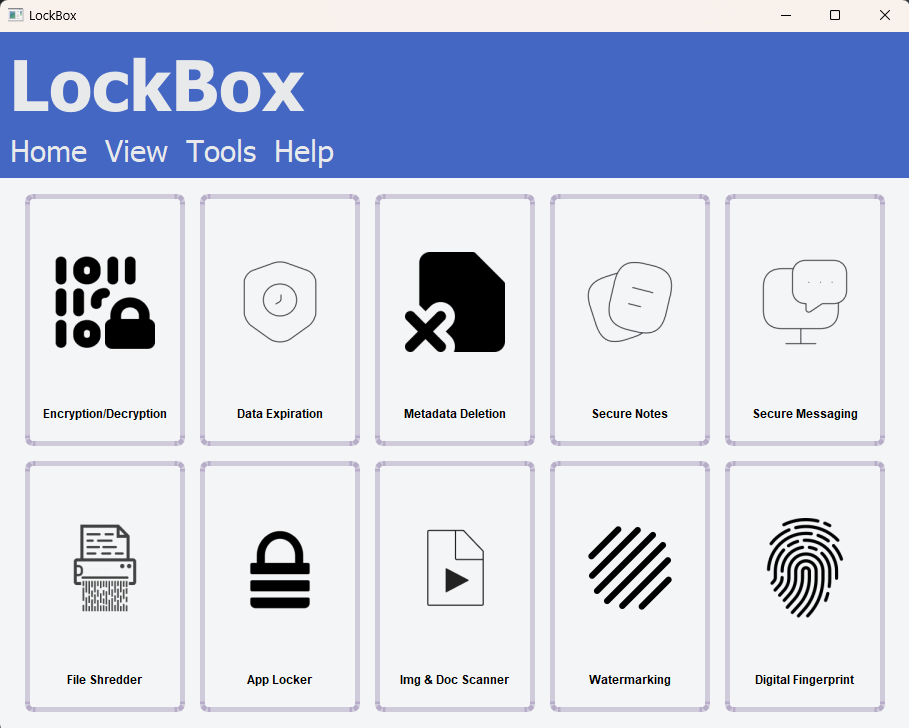 LockBox
LockBox
Home View Tools Help
Encryption/Decryption
Data Expiration
Metadata Deletion
Secure Notes
Secure Messaging
File Shredder
App Locker
Img & Doc Scanner
Watermarking
Digital Fingerprint